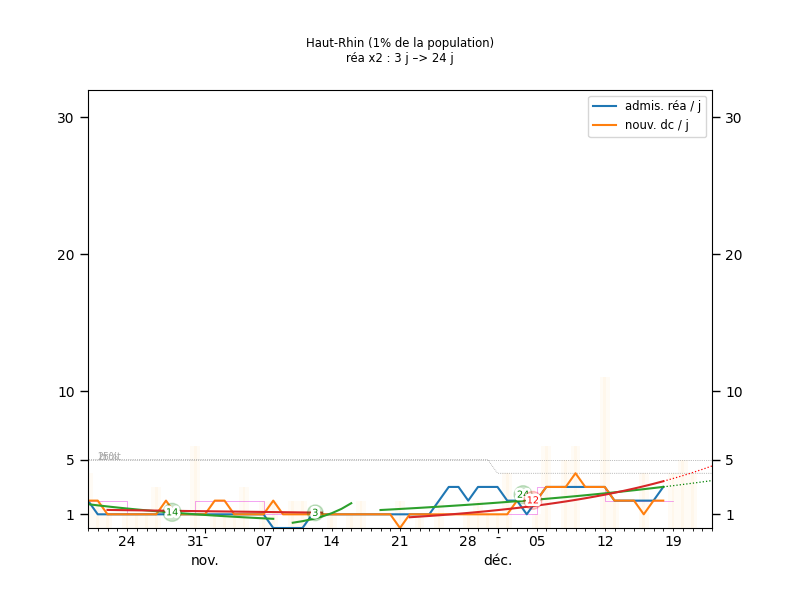 Haut-Rhin (1% de la population)
réa x2 : 3 j –> 24 j
admis. réa / j
nouv. dc / j
30 30
20 20
10 10
5 5
1 1
14 3 24 12
24 31 07 14 21 28 05 12 19
nov. déc.